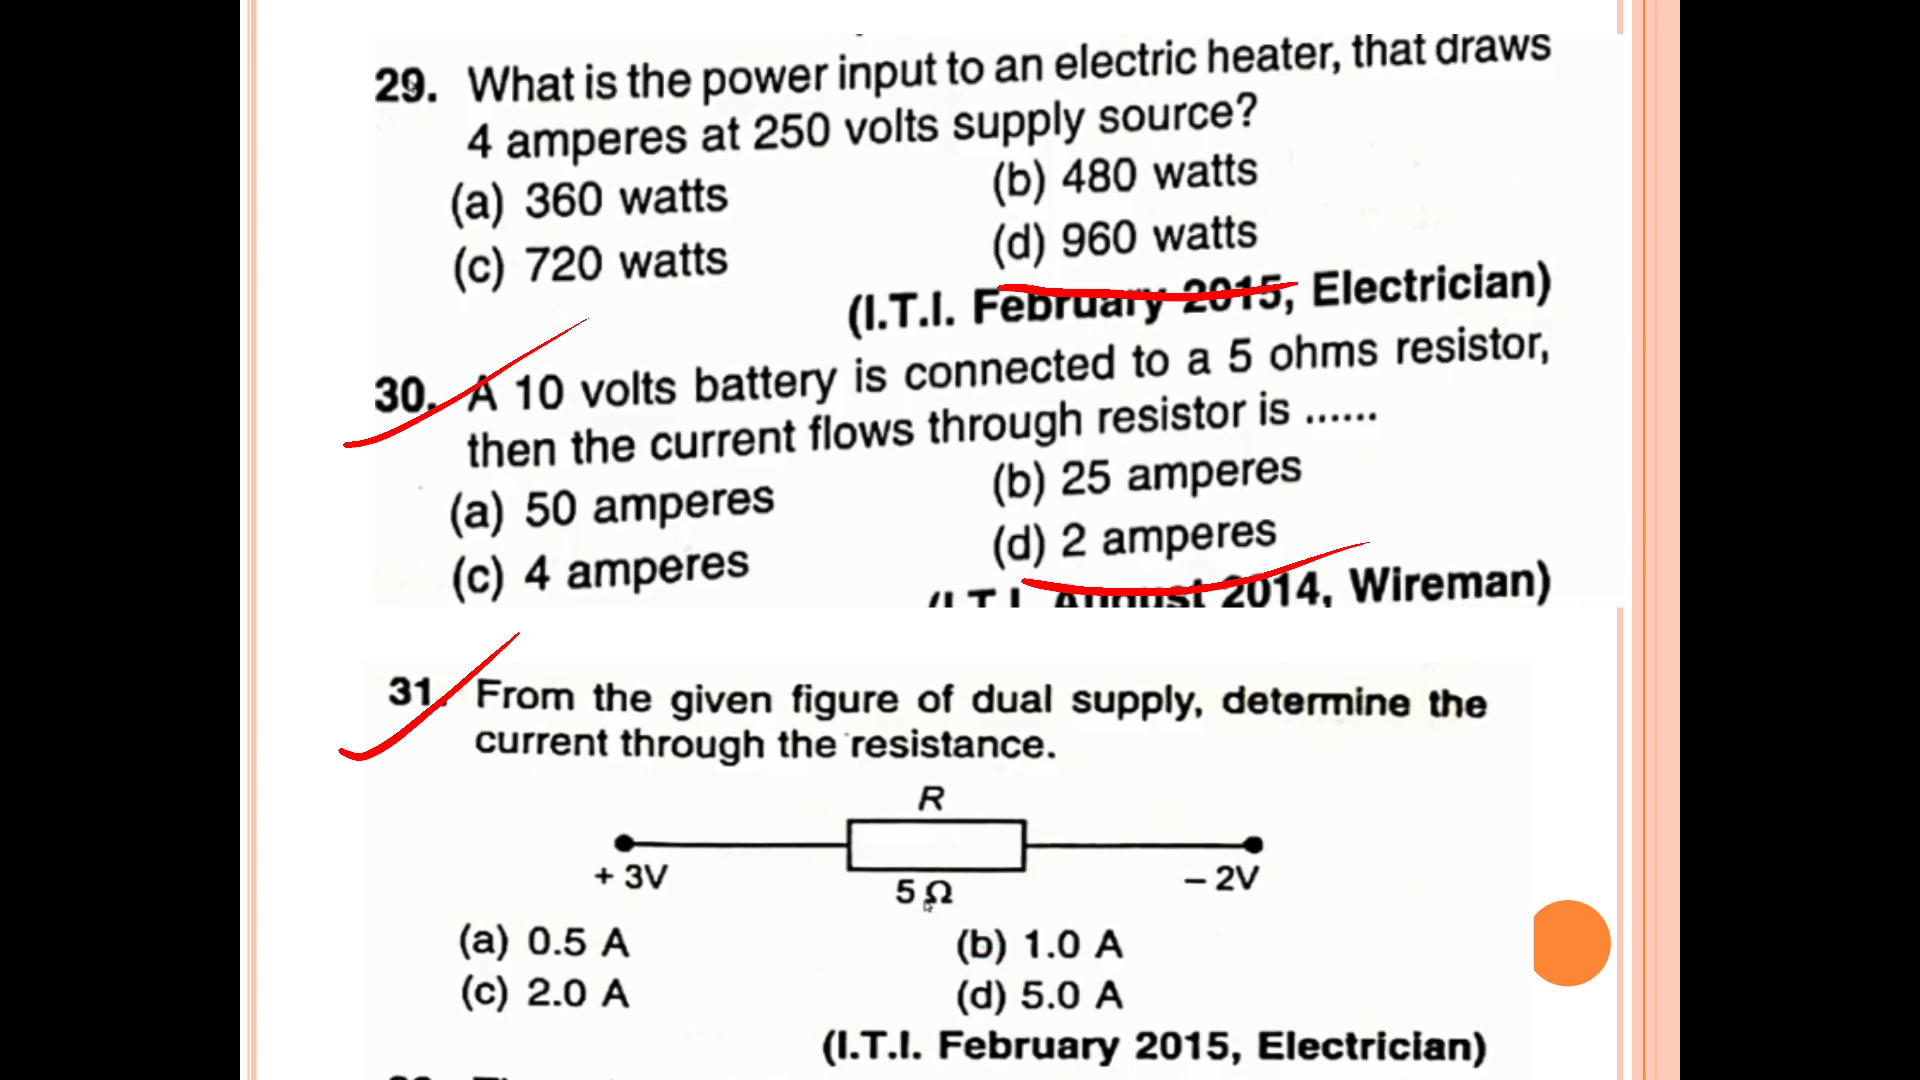 29. What is the power input to an electric heater, that draws
4 amperes at 250 volts supply source?
(a) 360 watts (b) 480 watts
(c) 720 watts (d) 960 watts
(I.T.I. February 2015, Electrician)
30. A 10 volts battery is connected to a 5 ohms resistor,
then the current flows through resistor is ......
(a) 50 amperes (b) 25 amperes
(c) 4 amperes (d) 2 amperes
(I.T.I. August 2014, Wireman)
31. From the given figure of dual supply, determine the
current through the resistance.
R
+ 3V 5 Ω – 2V
(a) 0.5 A (b) 1.0 A
(c) 2.0 A (d) 5.0 A
(I.T.I. February 2015, Electrician)